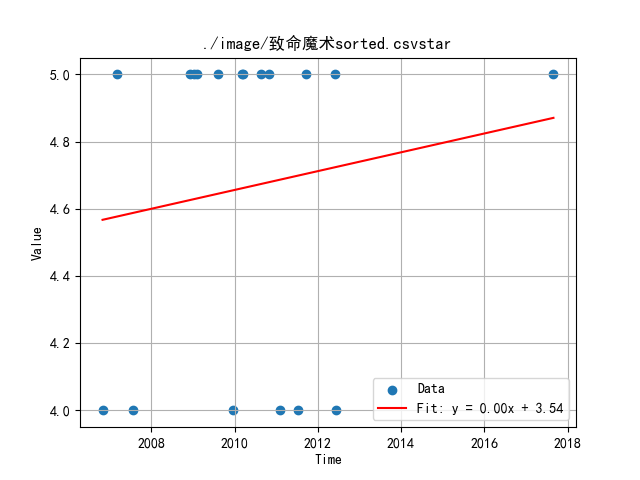 ./image/致命魔术sorted.csvstar
Value
5.0
4.8
4.6
4.4
4.2
4.0
Data
Fit: y = 0.00x + 3.54
2008
2010
2012
2014
2016
2018
Time